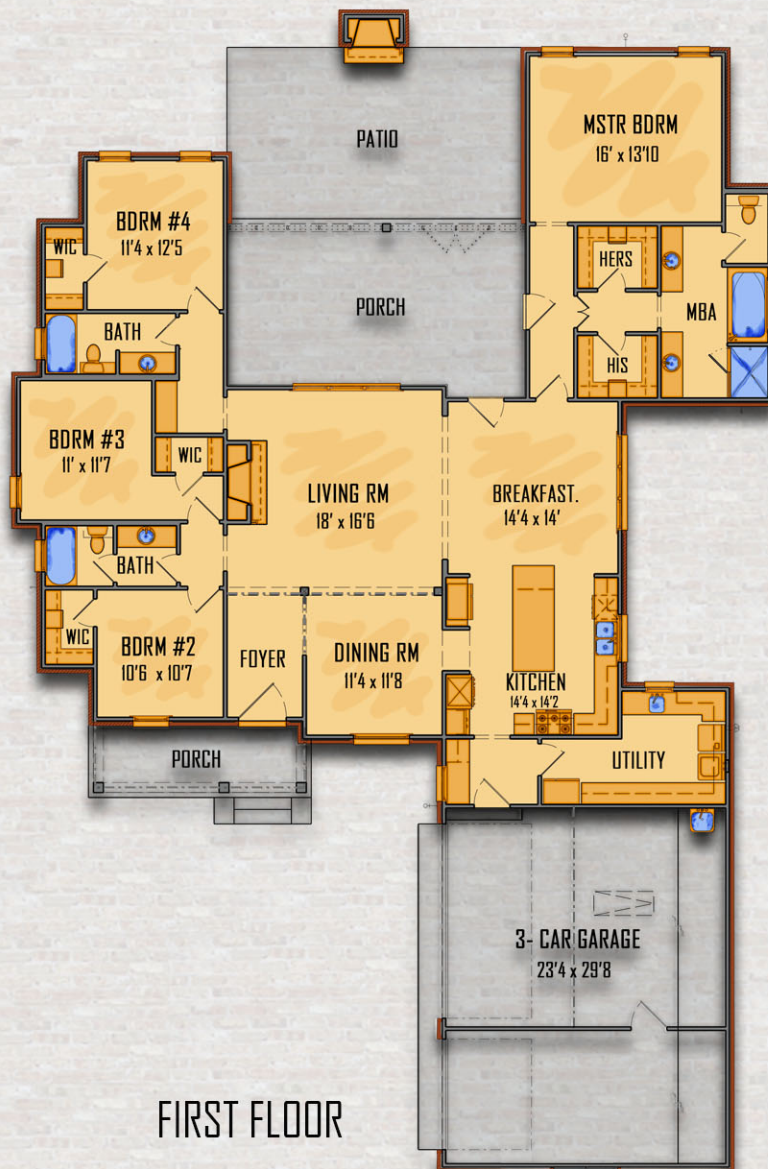 PATIO
MSTR BDRM
16' x 13'10
BDRM #4
11'4 x 12'5
WIC
HERS
PORCH
MBA
BATH
HIS
BDRM #3
11' x 11'7
WIC
LIVING RM
18' x 16'6
BREAKFAST.
14'4 x 14'
BATH
WIC
BDRM #2
10'6 x 10'7
FOYER
DINING RM
11'4 x 11'8
KITCHEN
14'4 x 14'2
PORCH
UTILITY
3- CAR GARAGE
23'4 x 29'8
FIRST FLOOR